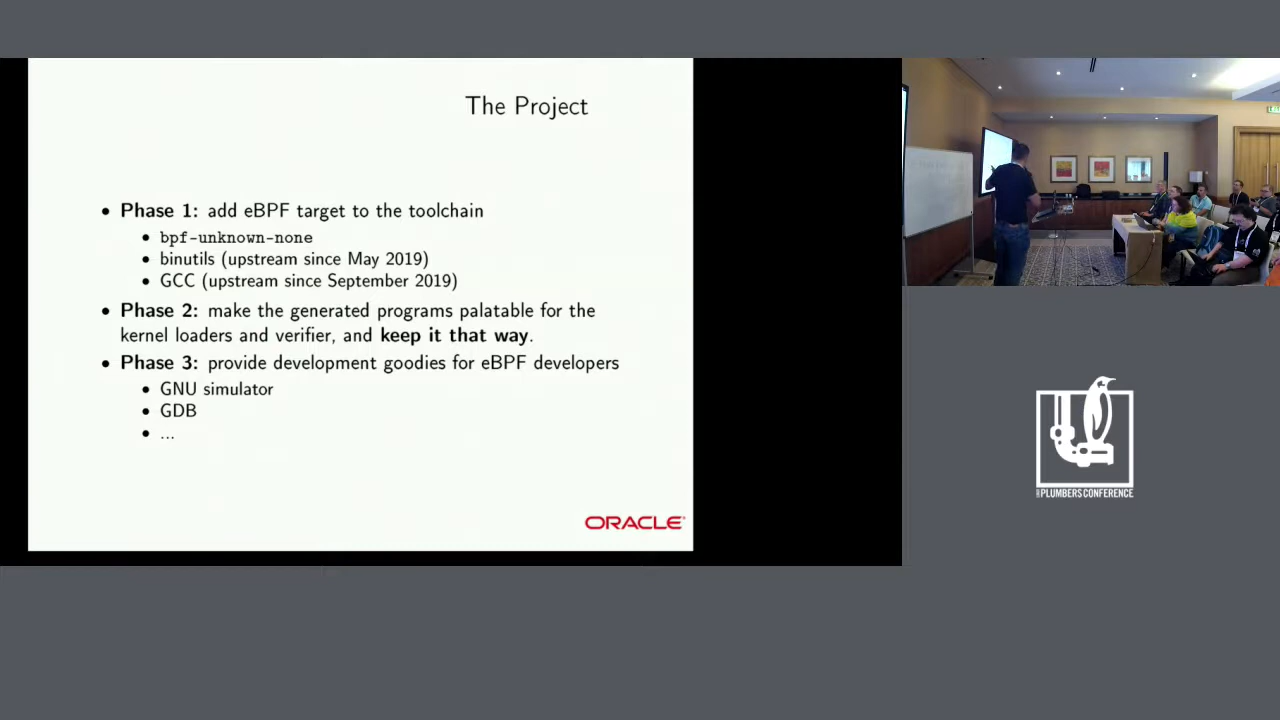 The Project
• Phase 1: add eBPF target to the toolchain
• bpf-unknown-none
• binutils (upstream since May 2019)
• GCC (upstream since September 2019)
• Phase 2: make the generated programs palatable for the
kernel loaders and verifier, and keep it that way.
• Phase 3: provide development goodies for eBPF developers
• GNU simulator
• GDB
• ...
ORACLE
PLUMBERS CONFERENCE